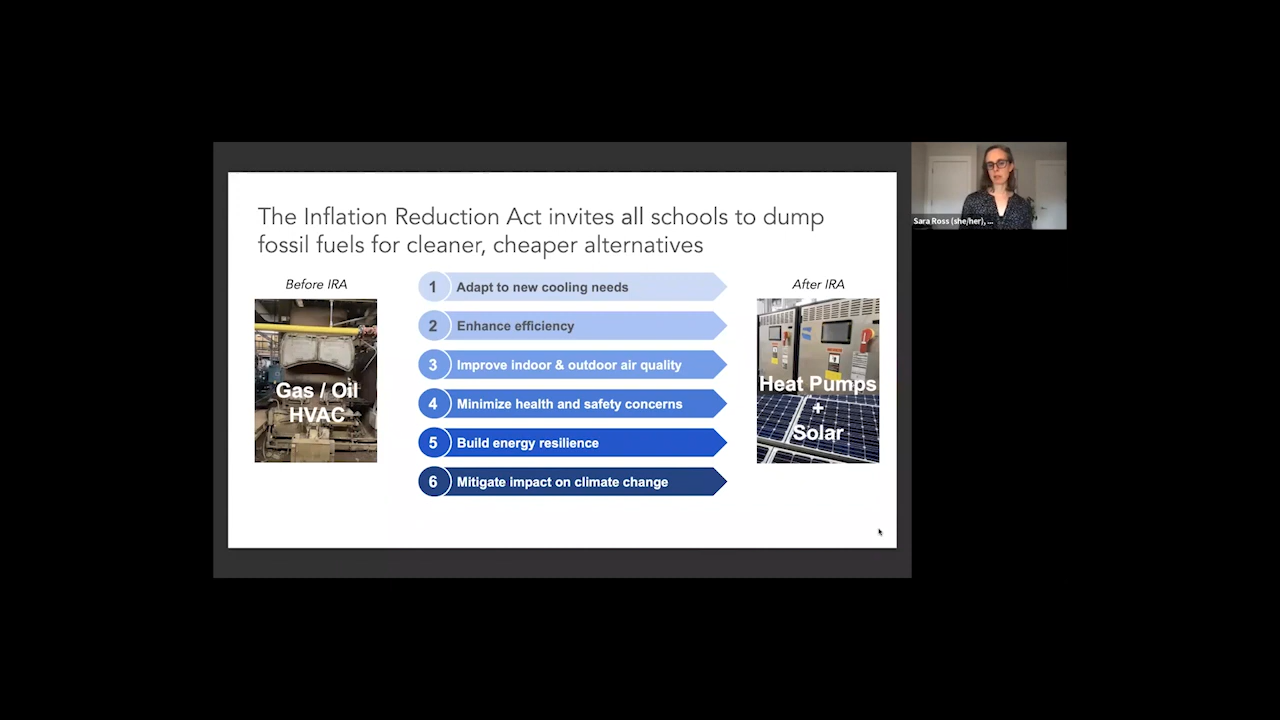 The Inflation Reduction Act invites all schools to dump
fossil fuels for cleaner, cheaper alternatives
Before IRA
Gas / Oil
HVAC
1 Adapt to new cooling needs
2 Enhance efficiency
3 Improve indoor & outdoor air quality
4 Minimize health and safety concerns
5 Build energy resilience
6 Mitigate impact on climate change
After IRA
Heat Pumps
+
Solar
Sara Ross (she/her), ...